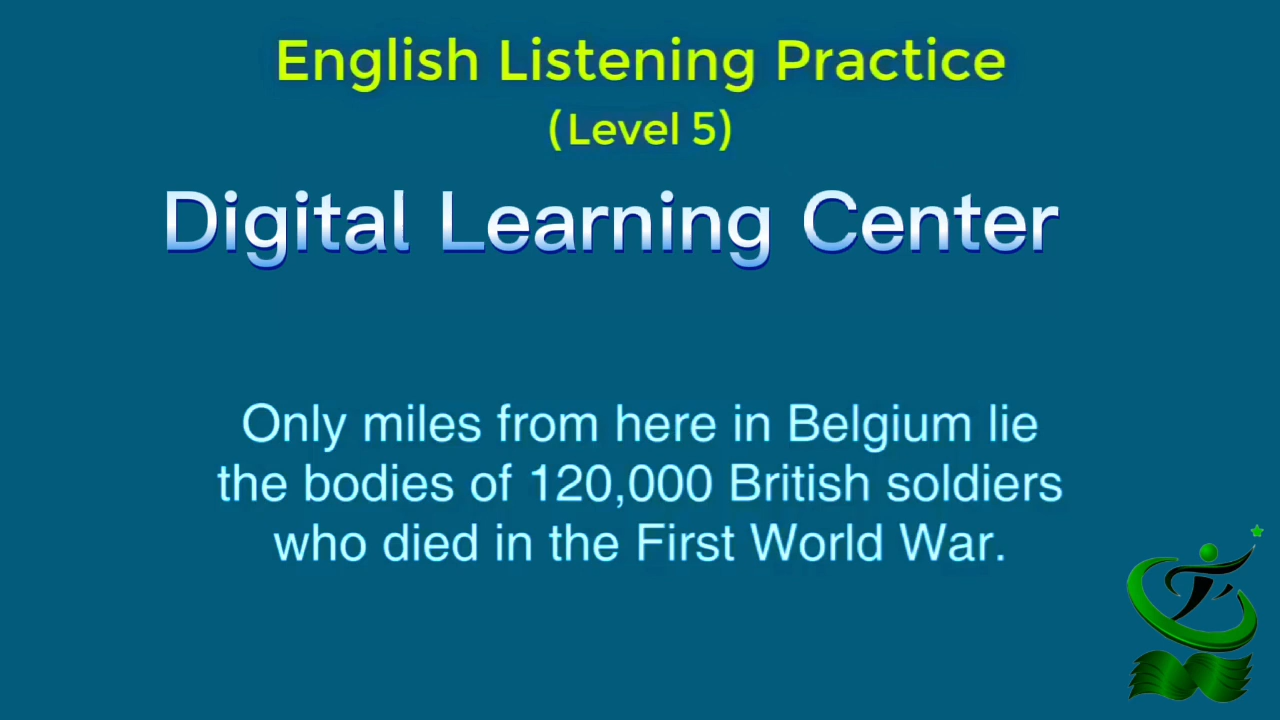 English Listening Practice
(Level 5)
Digital Learning Center
Only miles from here in Belgium lie
the bodies of 120,000 British soldiers
who died in the First World War.